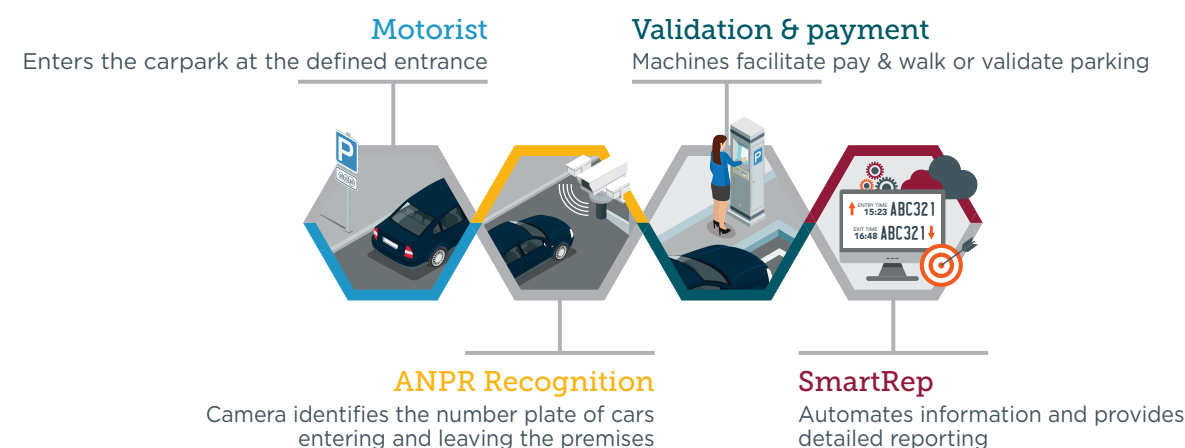 Motorist
Enters the carpark at the defined entrance
Validation & payment
Machines facilitate pay & walk or validate parking
P
P
ENTRY TIME
15:23 ABC321
EXIT TIME
16:48 ABC321
ANPR Recognition
Camera identifies the number plate of cars
entering and leaving the premises
SmartRep
Automates information and provides
detailed reporting